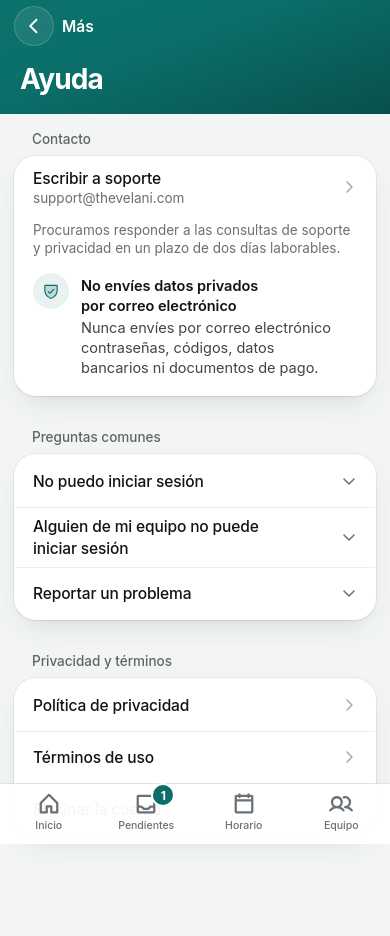 Más
Ayuda
Contacto
Escribir a soporte
support@thevelani.com
Procuramos responder a las consultas de soporte
y privacidad en un plazo de dos días laborables.
No envíes datos privados
por correo electrónico
Nunca envíes por correo electrónico
contraseñas, códigos, datos
bancarios ni documentos de pago.
Preguntas comunes
No puedo iniciar sesión
Alguien de mi equipo no puede
iniciar sesión
Reportar un problema
Privacidad y términos
Política de privacidad
Términos de uso
1
Inicio
Pendientes
Horario
Equipo